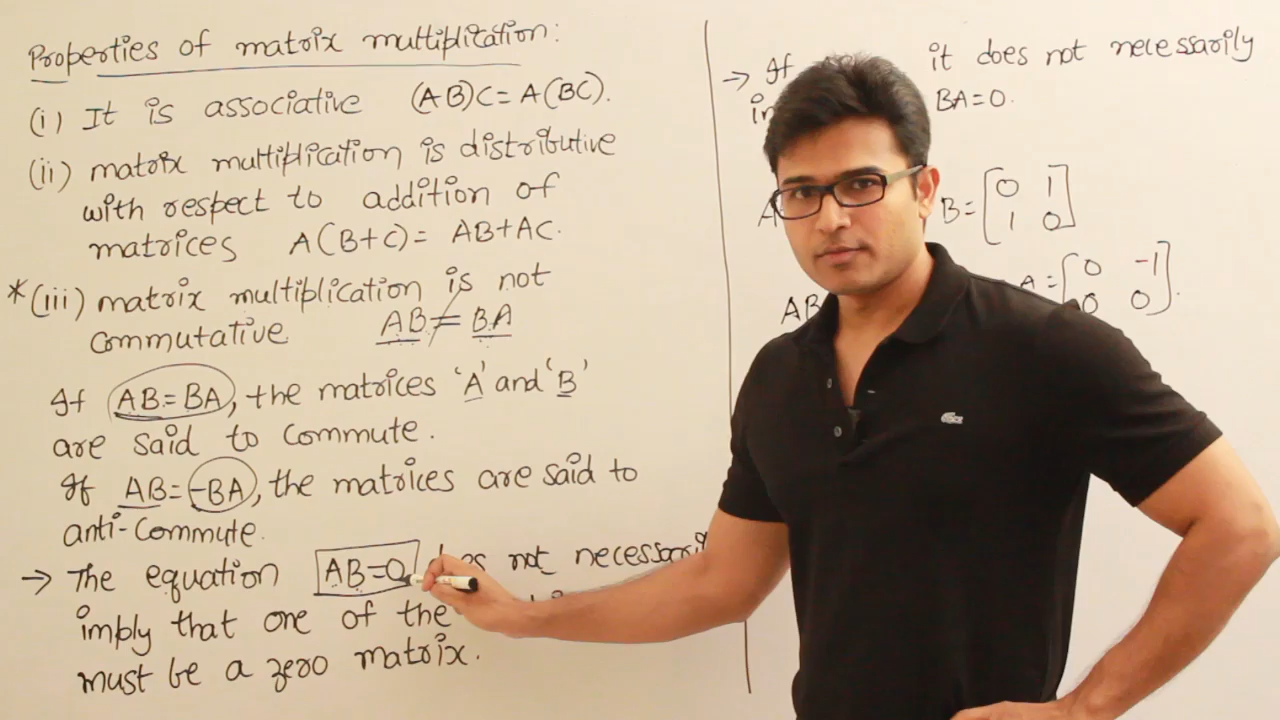 Properties of matrix multiplication:
(i) It is associative (AB)C=A(BC).
(ii) matrix multiplication is distributive
with respect to addition of
matrices A(B+C)= AB+AC.
*(iii) matrix multiplication is not
commutative AB≠BA
If AB=BA, the matrices 'A' and 'B'
are said to commute.
If AB=-BA, the matrices are said to
anti-commute.
→ The equation AB=0 not necessarily
imply that one of the
must be a zero matrix.
→ If it does not necessarily
BA=0.
B=[0 1
1 0]
AB
A=[0 -1
0 0].